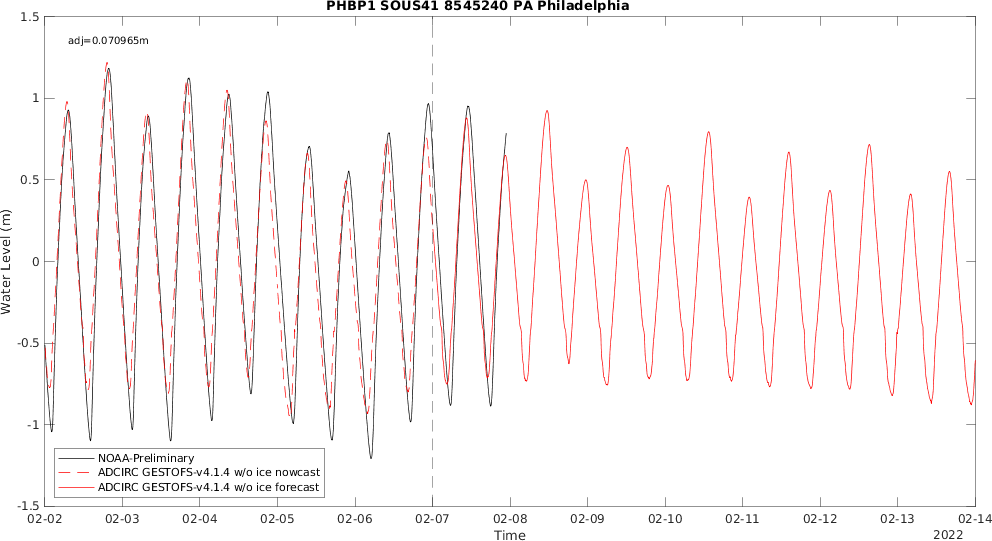 PHBP1 SOUS41 8545240 PA Philadelphia
adj=0.070965m
1.5
1
0.5
0
-0.5
-1
-1.5
Water Level (m)
NOAA-Preliminary
ADCIRC GESTOFS-v4.1.4 w/o ice nowcast
ADCIRC GESTOFS-v4.1.4 w/o ice forecast
02-02 02-03 02-04 02-05 02-06 02-07 02-08 02-09 02-10 02-11 02-12 02-13 02-14
Time
2022